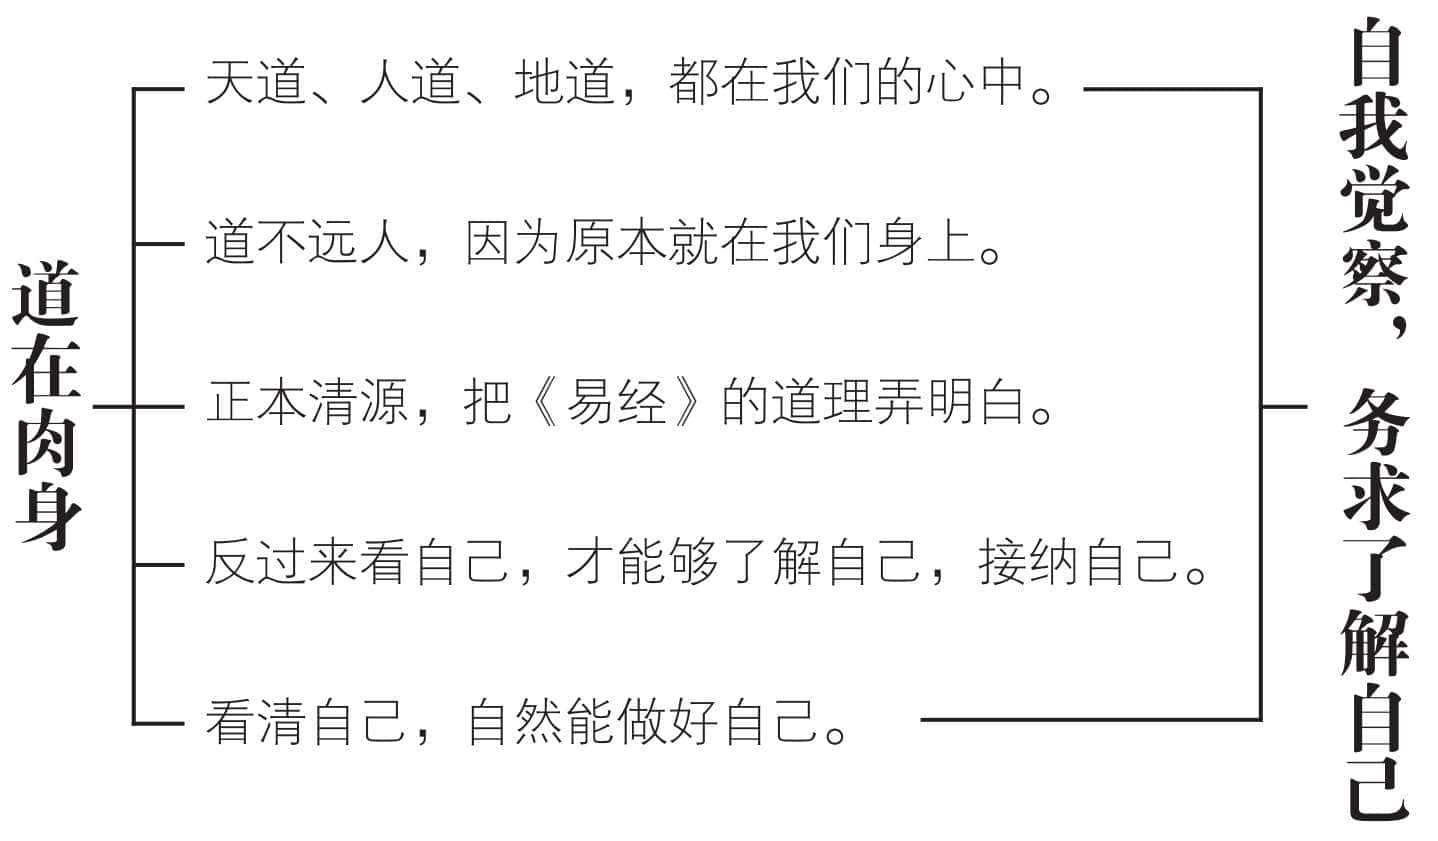 道在肉身
天道、人道、地道，都在我们的心中。
道不远人，因为原本就在我们身上。
正本清源，把《易经》的道理弄明白。
反过来看自己，才能够了解自己，接纳自己。
看清自己，自然能做好自己。
自我觉察，务求了解自己